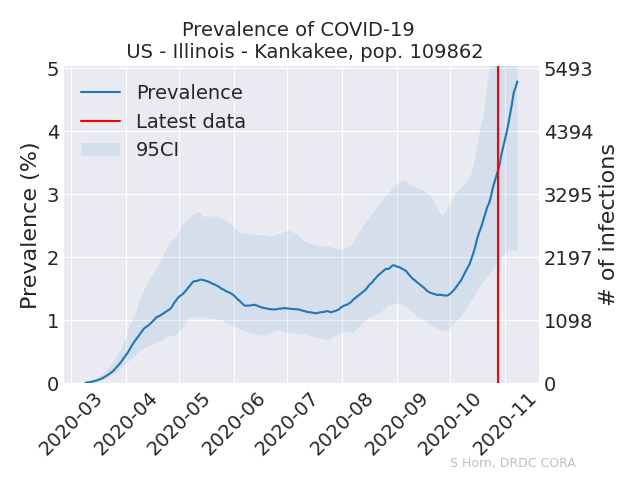 Prevalence of COVID-19
US - Illinois - Kankakee, pop. 109862
Prevalence
Latest data
95CI
Prevalence (%)
5
4
3
2
1
0
5493
4394
3295
2197
1098
0
# of infections
2020-03
2020-04
2020-05
2020-06
2020-07
2020-08
2020-09
2020-10
2020-11
S Horn, DRDC CORA